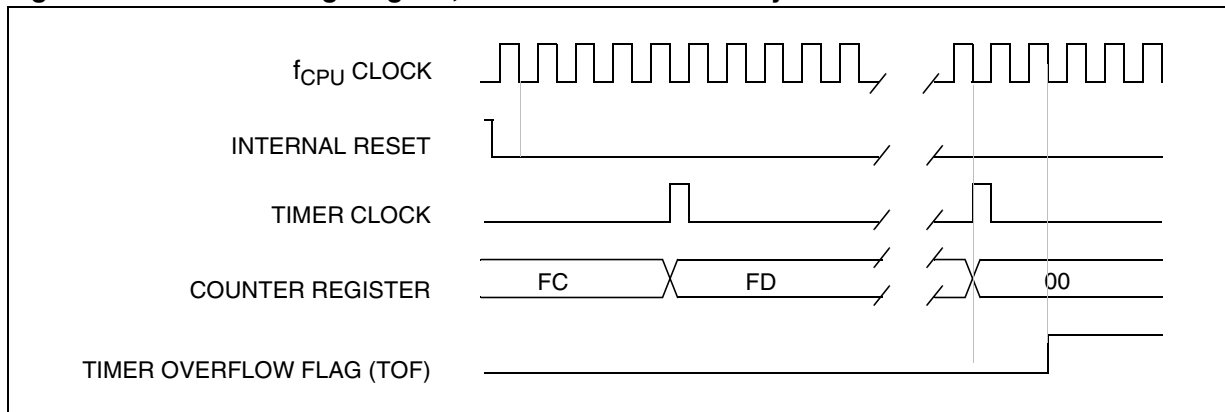 f_CPU CLOCK
INTERNAL RESET
TIMER CLOCK
COUNTER REGISTER FC FD 00
TIMER OVERFLOW FLAG (TOF)